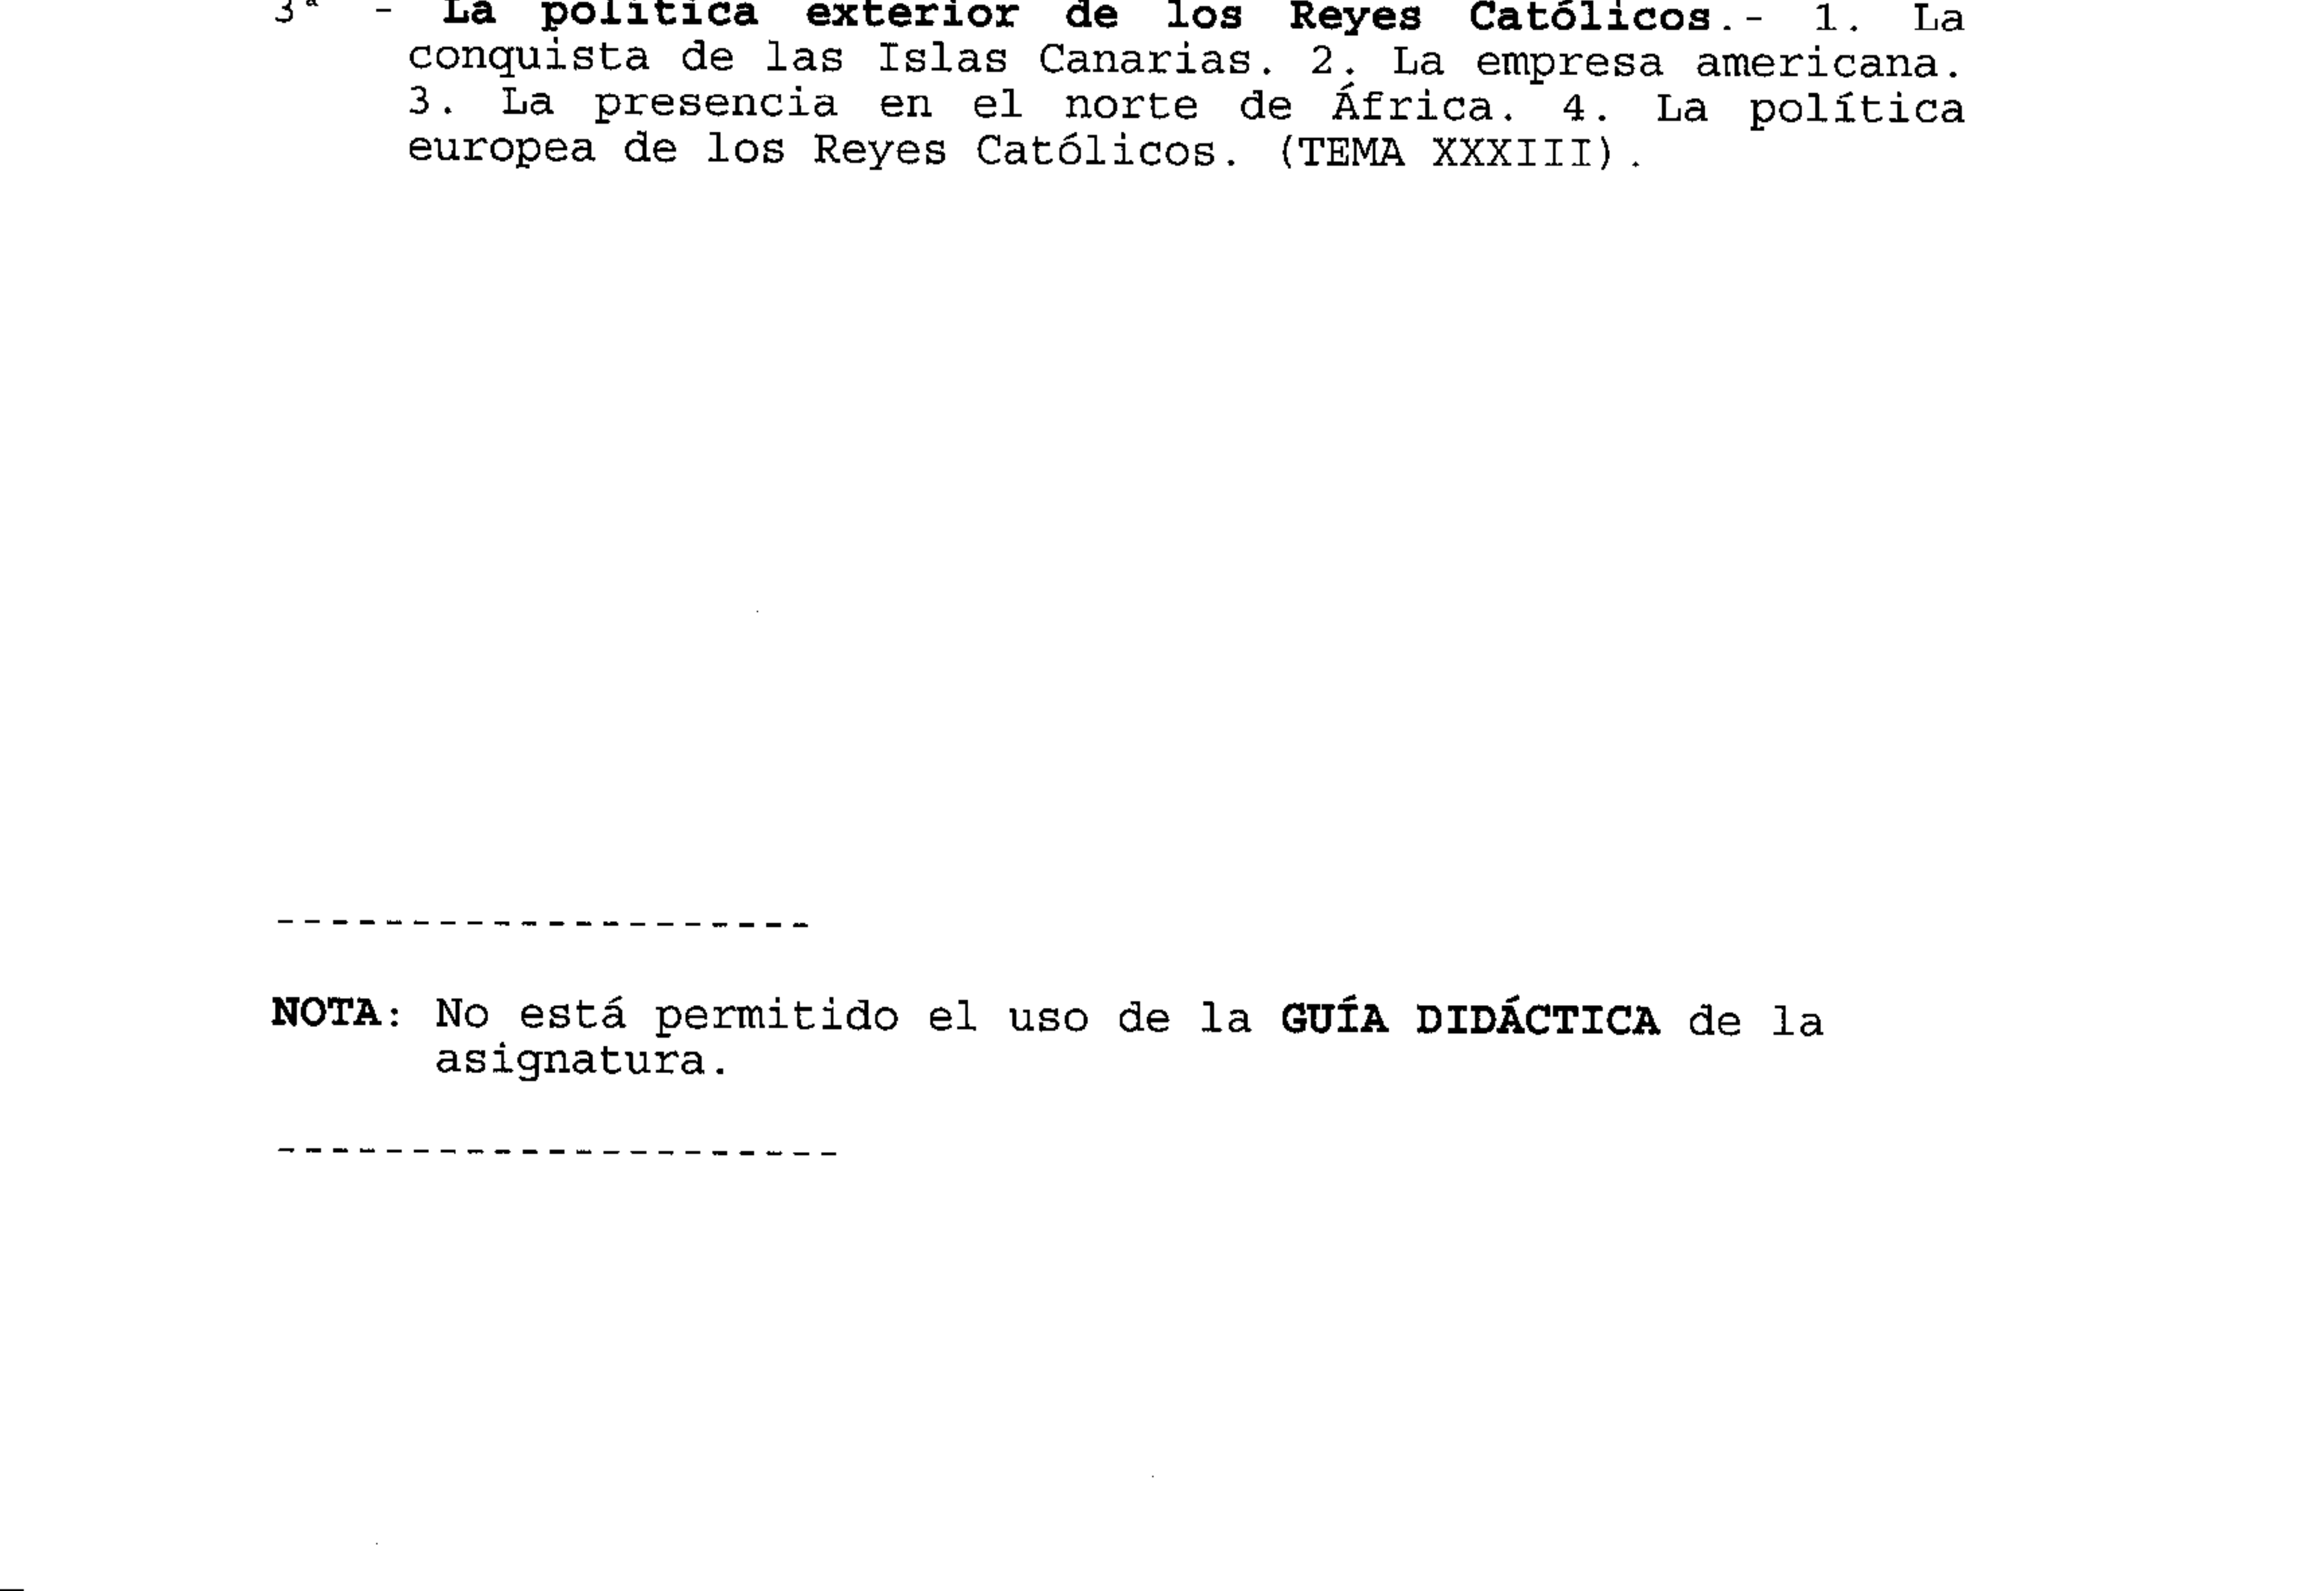 3ª - La política exterior de los Reyes Católicos.- 1. La
conquista de las Islas Canarias. 2. La empresa americana.
3. La presencia en el norte de África. 4. La política
europea de los Reyes Católicos. (TEMA XXXIII).
--------------------
NOTA: No está permitido el uso de la GUÍA DIDÁCTICA de la
asignatura.
---------------------